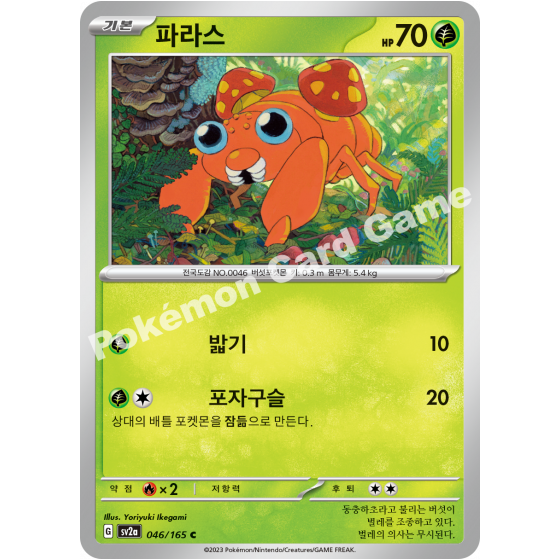 기본 파라스 HP 70
전국도감 NO.0046 버섯포켓몬 키: 0.3 m 몸무게: 5.4 kg
Pokémon Card Game
밟기 10
포자구슬 20
상대의 배틀 포켓몬을 잠듦으로 만든다.
약점 ×2 저항력 후퇴
Illus. Yoriyuki Ikegami
G sv2a 046/165 C
동충하초라고 불리는 버섯이
벌레를 조종하고 있다.
벌레의 의사는 무시된다.
©2023 Pokémon/Nintendo/Creatures/GAME FREAK.